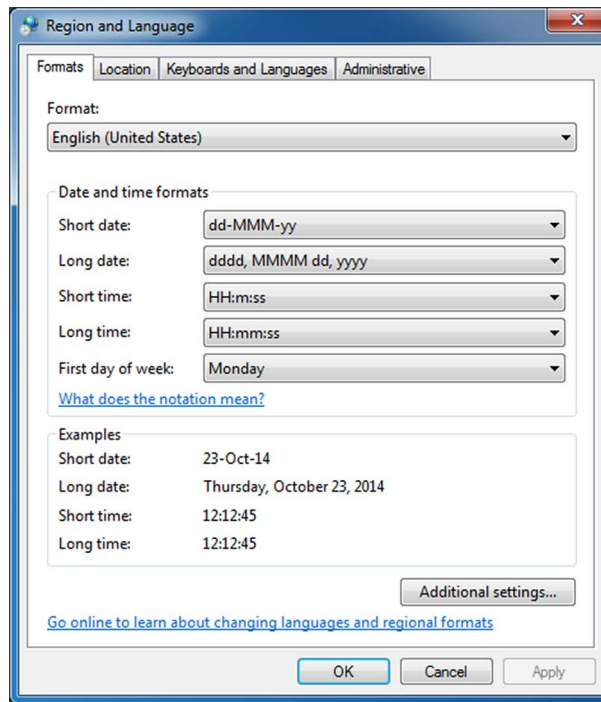 Region and Language
Formats Location Keyboards and Languages Administrative
Format:
English (United States)
Date and time formats
Short date: dd-MMM-yy
Long date: dddd, MMMM dd, yyyy
Short time: HH:m:ss
Long time: HH:mm:ss
First day of week: Monday
What does the notation mean?
Examples
Short date: 23-Oct-14
Long date: Thursday, October 23, 2014
Short time: 12:12:45
Long time: 12:12:45
Additional settings...
Go online to learn about changing languages and regional formats
OK Cancel Apply